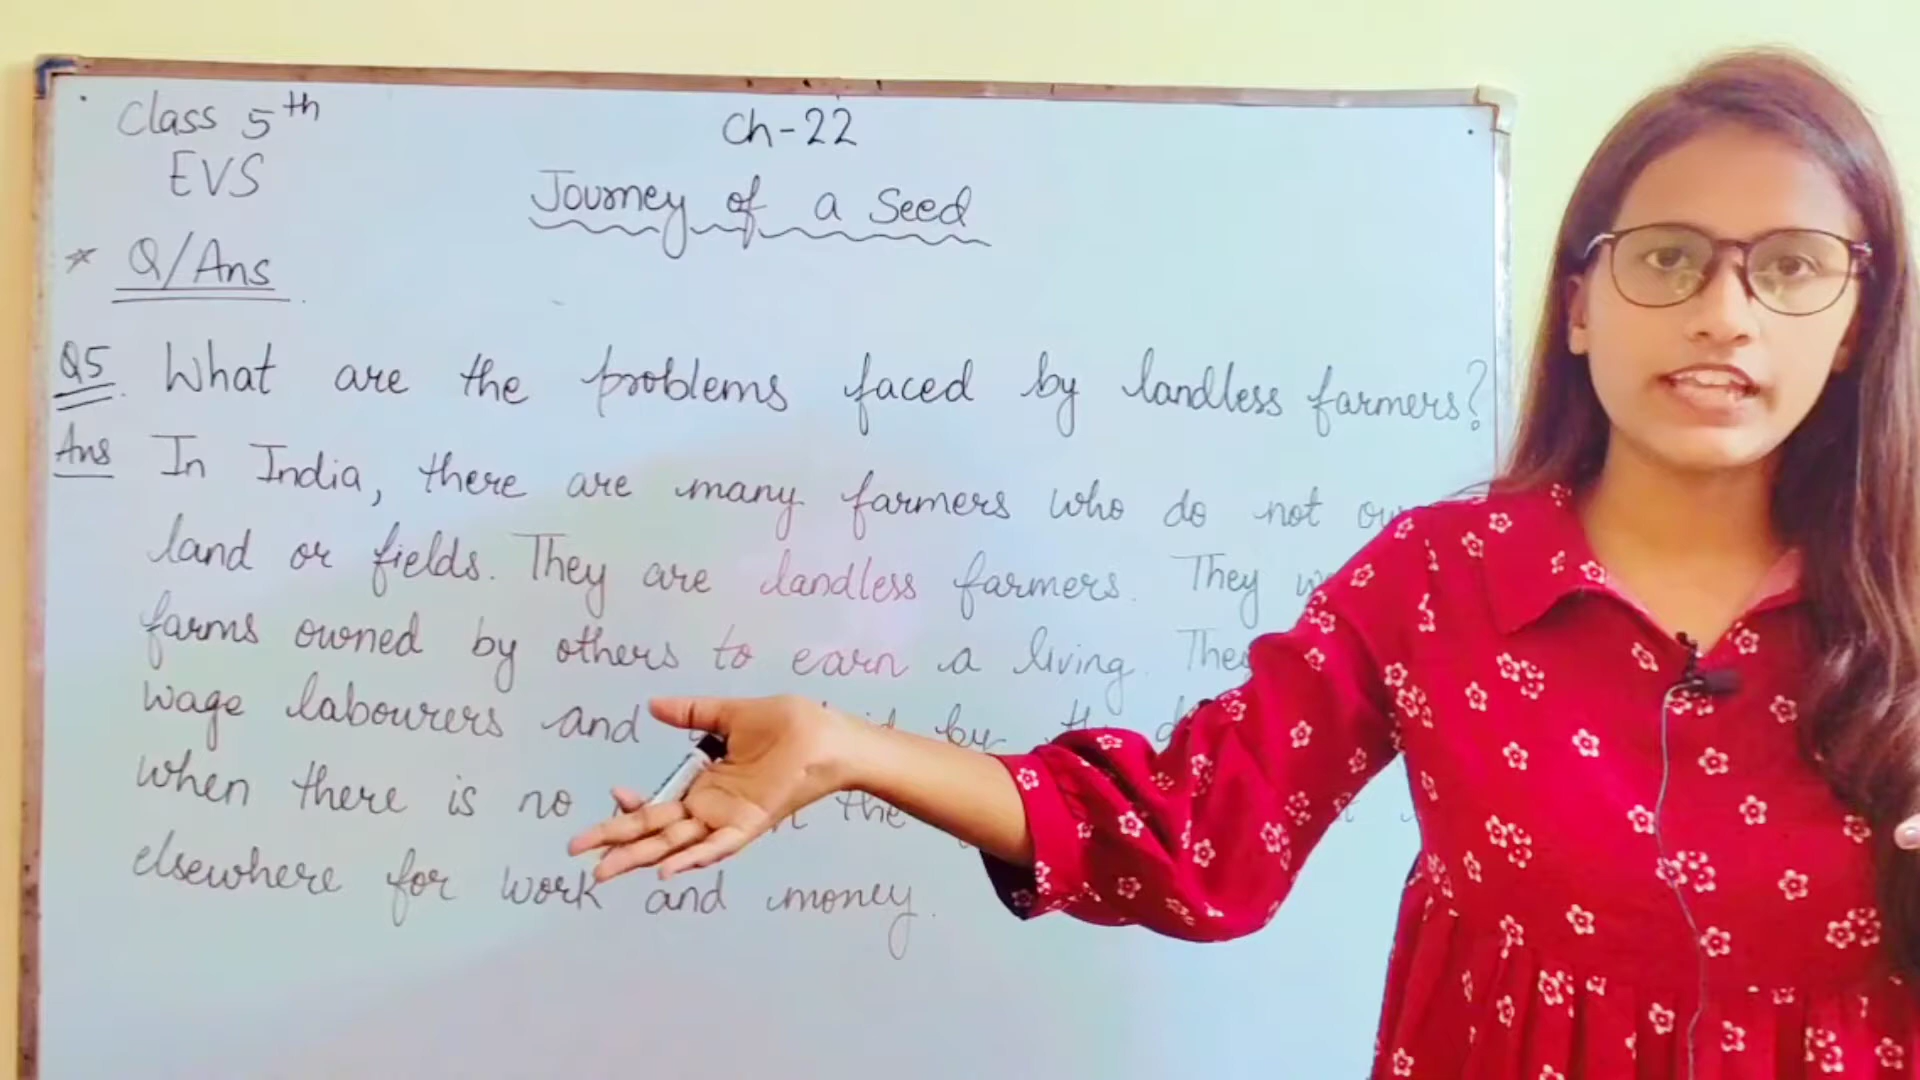 Class 5th
EVS
Ch-22
Journey of a Seed
* Q/Ans
Q5. What are the problems faced by landless farmers?
Ans In India, there are many farmers who do not
land or fields. They are landless farmers. They
farms owned by others to earn a living.
wage labourers and by
when there is no the
elsewhere for work and money.